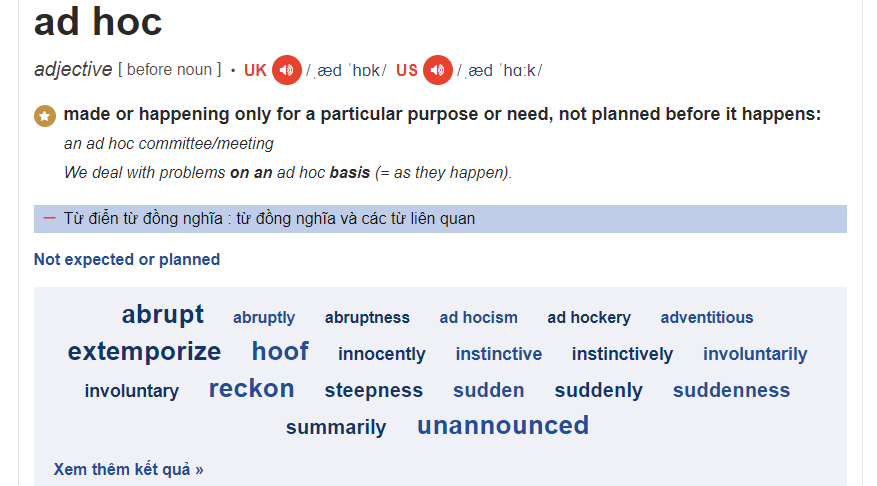 ad hoc
adjective [ before noun ] • UK /ˌæd ˈhɒk/ US /ˌæd ˈhɑːk/
made or happening only for a particular purpose or need, not planned before it happens:
an ad hoc committee/meeting
We deal with problems on an ad hoc basis (= as they happen).
– Từ điển từ đồng nghĩa : từ đồng nghĩa và các từ liên quan
Not expected or planned
abrupt abruptly abruptness ad hocism ad hockery adventitious
extemporize hoof innocently instinctive instinctively involuntarily
involuntary reckon steepness sudden suddenly suddenness
summarily unannounced
Xem thêm kết quả »